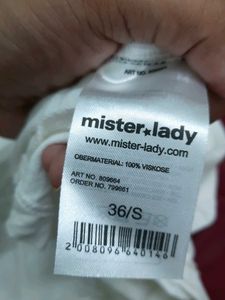 mister★lady
www.mister-lady.com
OBERMATERIAL: 100% VISKOSE
ART NO. 809664
ORDER NO. 799661
36/S
2008096640146